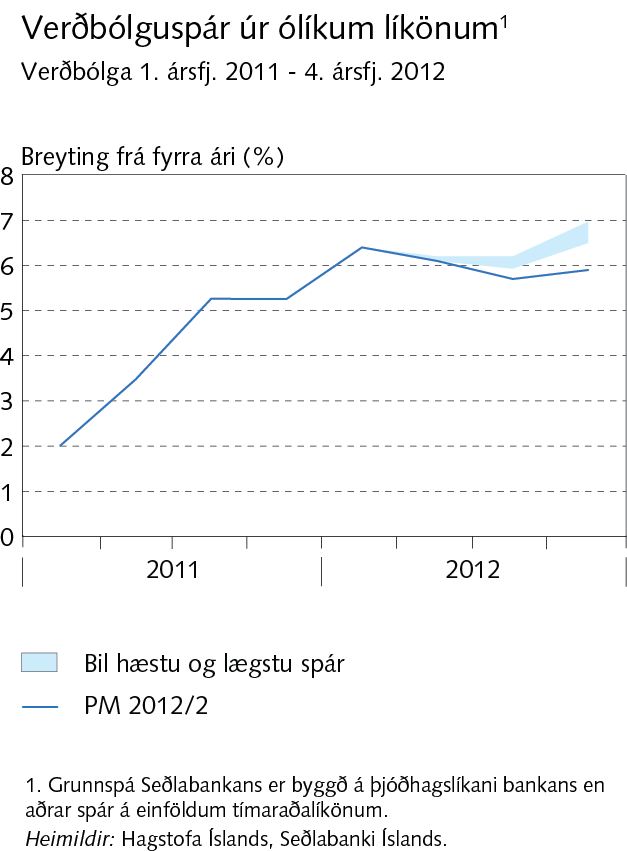 Verðbólguspár úr ólíkum líkönum¹
Verðbólga 1. ársfj. 2011 - 4. ársfj. 2012
Breyting frá fyrra ári (%)
8
7
6
5
4
3
2
1
0
2011 2012
Bil hæstu og lægstu spár
PM 2012/2
1. Grunnspá Seðlabankans er byggð á þjóðhagslíkani bankans en
aðrar spár á einföldum tímaraðalíkönum.
Heimildir: Hagstofa Íslands, Seðlabanki Íslands.